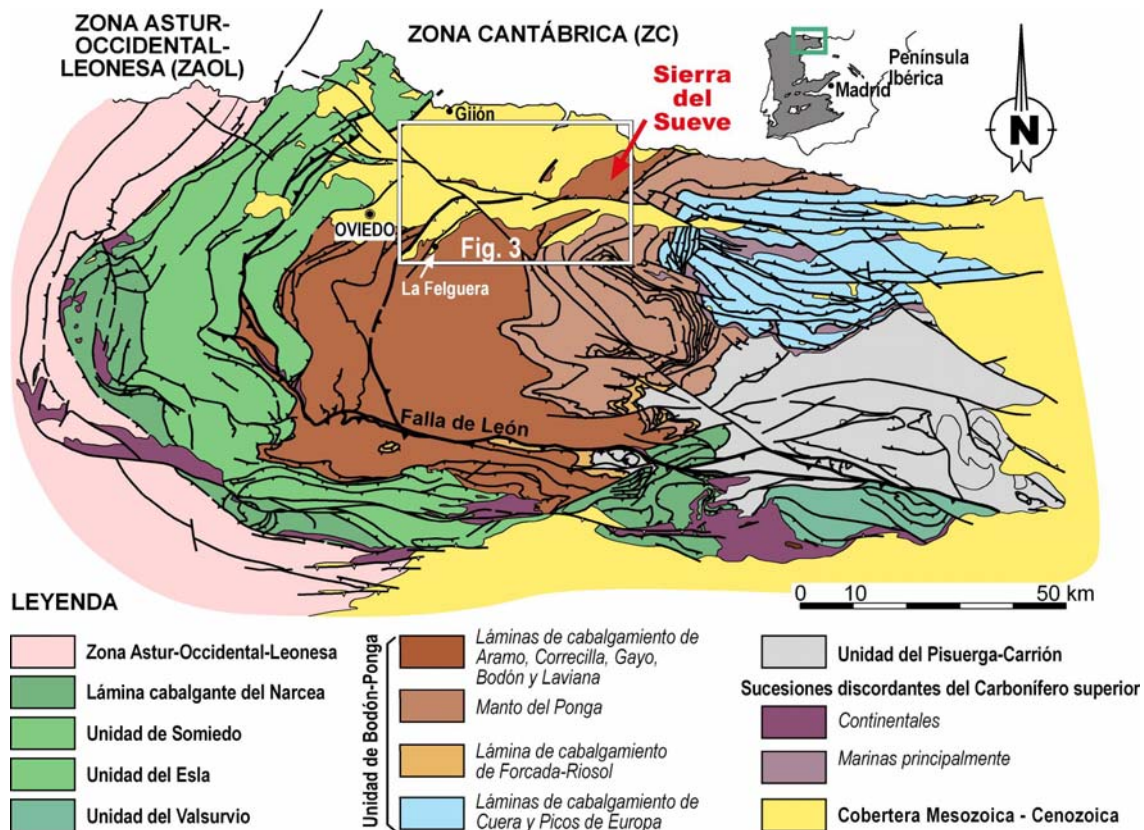 ZONA ASTUR-
OCCIDENTAL-
LEONESA (ZAOL)
ZONA CANTÁBRICA (ZC)
Península
Ibérica
Madrid
Sierra
del
Sueve
Gijón
N
OVIEDO
Fig. 3
La Felguera
Falla de León
0 10 50 km
LEYENDA
Zona Astur-Occidental-Leonesa
Lámina cabalgante del Narcea
Unidad de Somiedo
Unidad del Esla
Unidad del Valsurvio
Unidad de Bodón-Ponga
Láminas de cabalgamiento de
Aramo, Correcilla, Gayo,
Bodón y Laviana
Manto del Ponga
Lámina de cabalgamiento
de Forcada-Riosol
Láminas de cabalgamiento de
Cuera y Picos de Europa
Unidad del Pisuerga-Carrión
Sucesiones discordantes del Carbonífero superior
Continentales
Marinas principalmente
Cobertera Mesozoica - Cenozoica